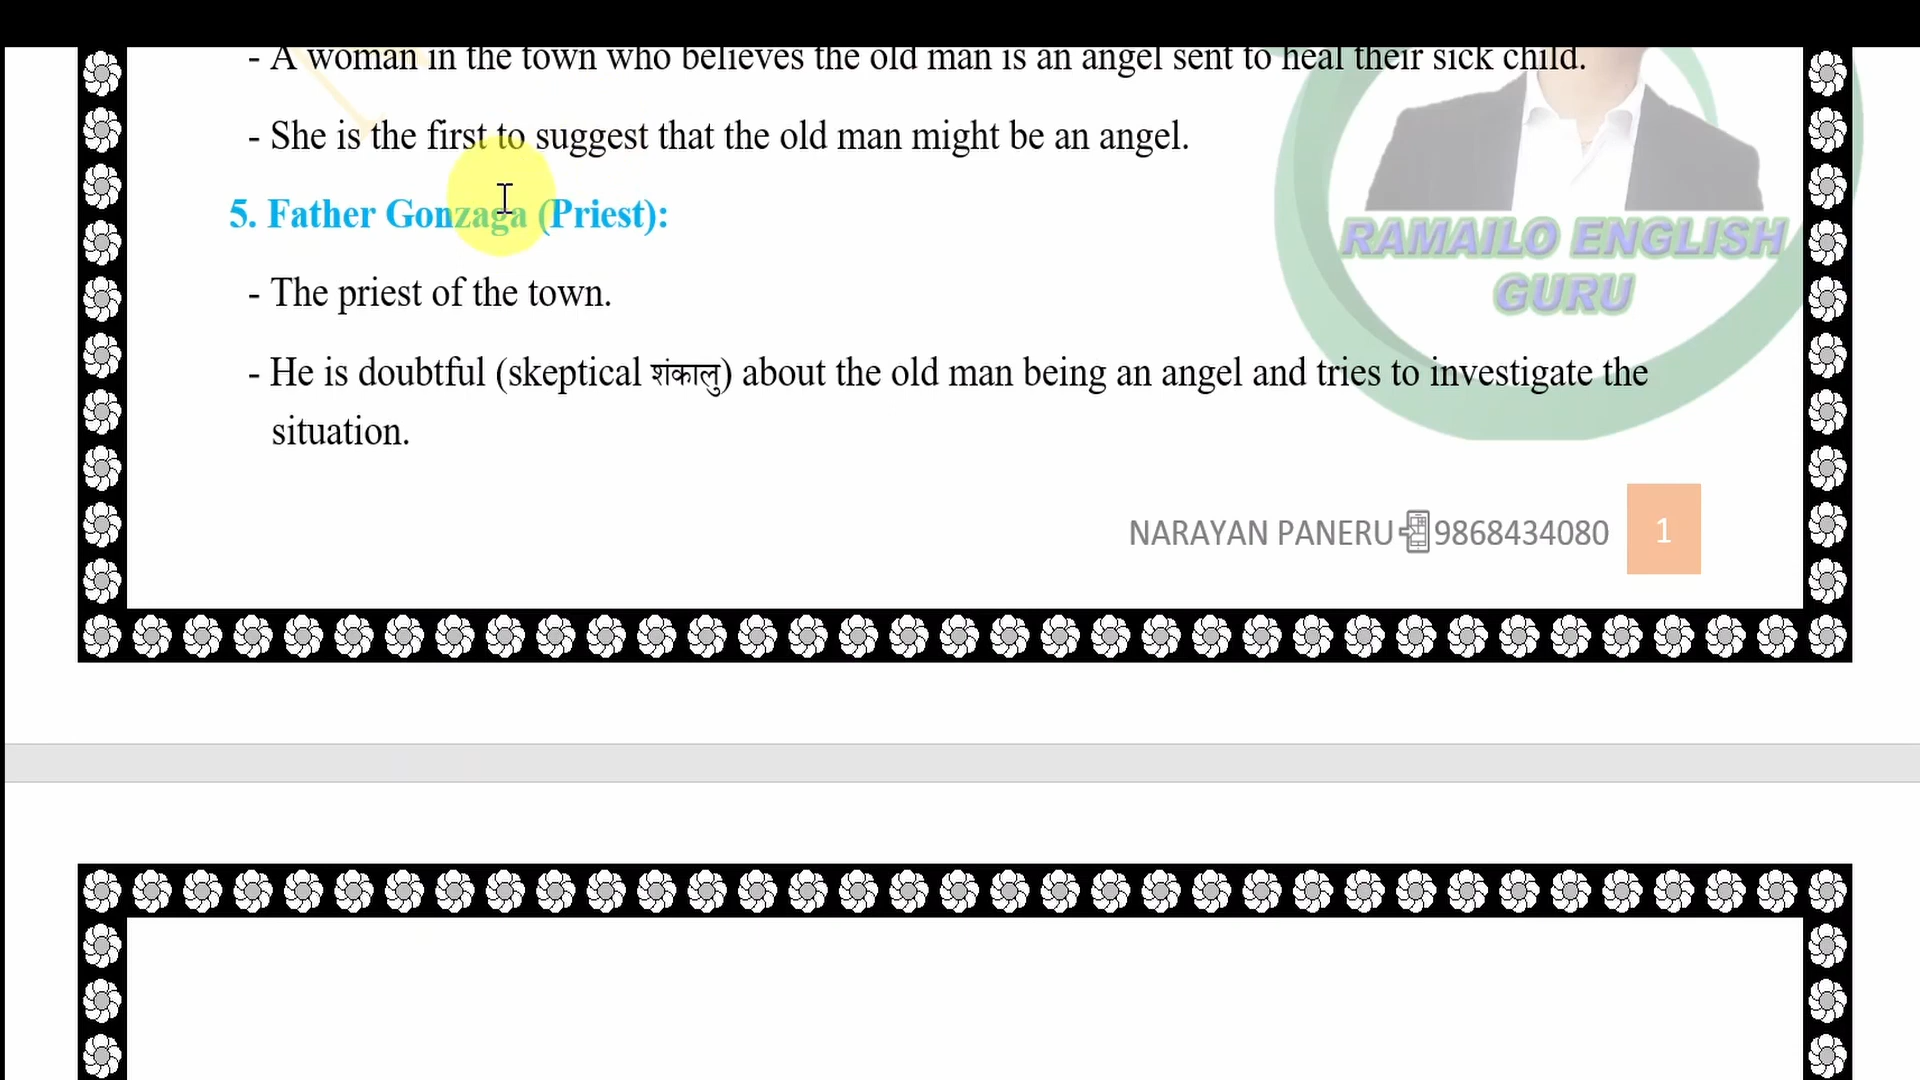 - A woman in the town who believes the old man is an angel sent to heal their sick child.
- She is the first to suggest that the old man might be an angel.
5. Father Gonzaga (Priest):
RAMAILO ENGLISH
GURU
- The priest of the town.
- He is doubtful (skeptical शंकालु) about the old man being an angel and tries to investigate the
situation.
NARAYAN PANERU 9868434080 1